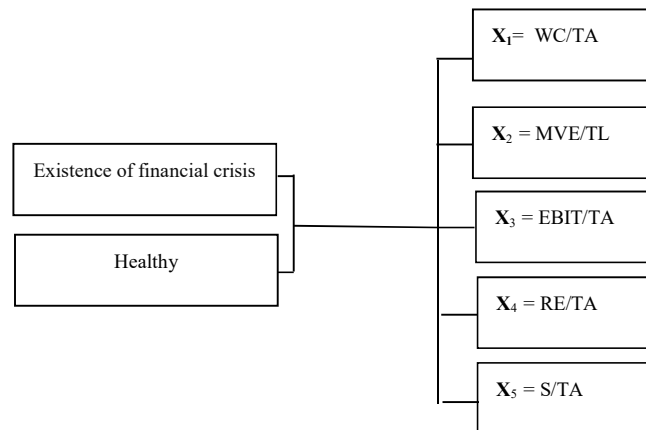 Existence of financial crisis
Healthy
X₁= WC/TA
X₂ = MVE/TL
X₃ = EBIT/TA
X₄ = RE/TA
X₅ = S/TA